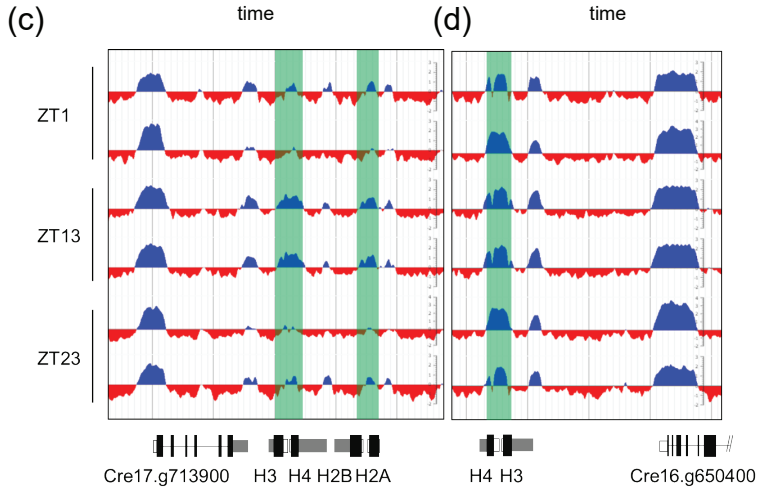 (c)
time
(d)
time
ZT1
ZT13
ZT23
Cre17.g713900
H3
H4
H2B
H2A
H4
H3
Cre16.g650400